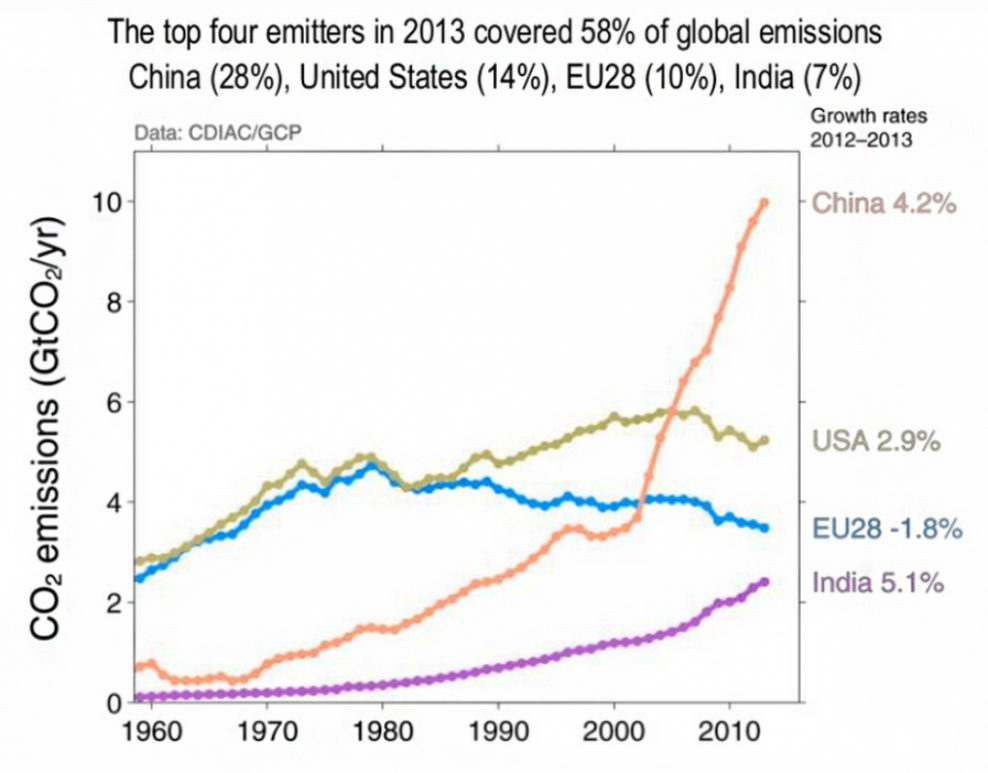 The top four emitters in 2013 covered 58% of global emissions
China (28%), United States (14%), EU28 (10%), India (7%)
Growth rates
2012–2013
Data: CDIAC/GCP
CO₂ emissions (GtCO₂/yr)
10
8
6
4
2
0
China 4.2%
USA 2.9%
EU28 -1.8%
India 5.1%
1960 1970 1980 1990 2000 2010